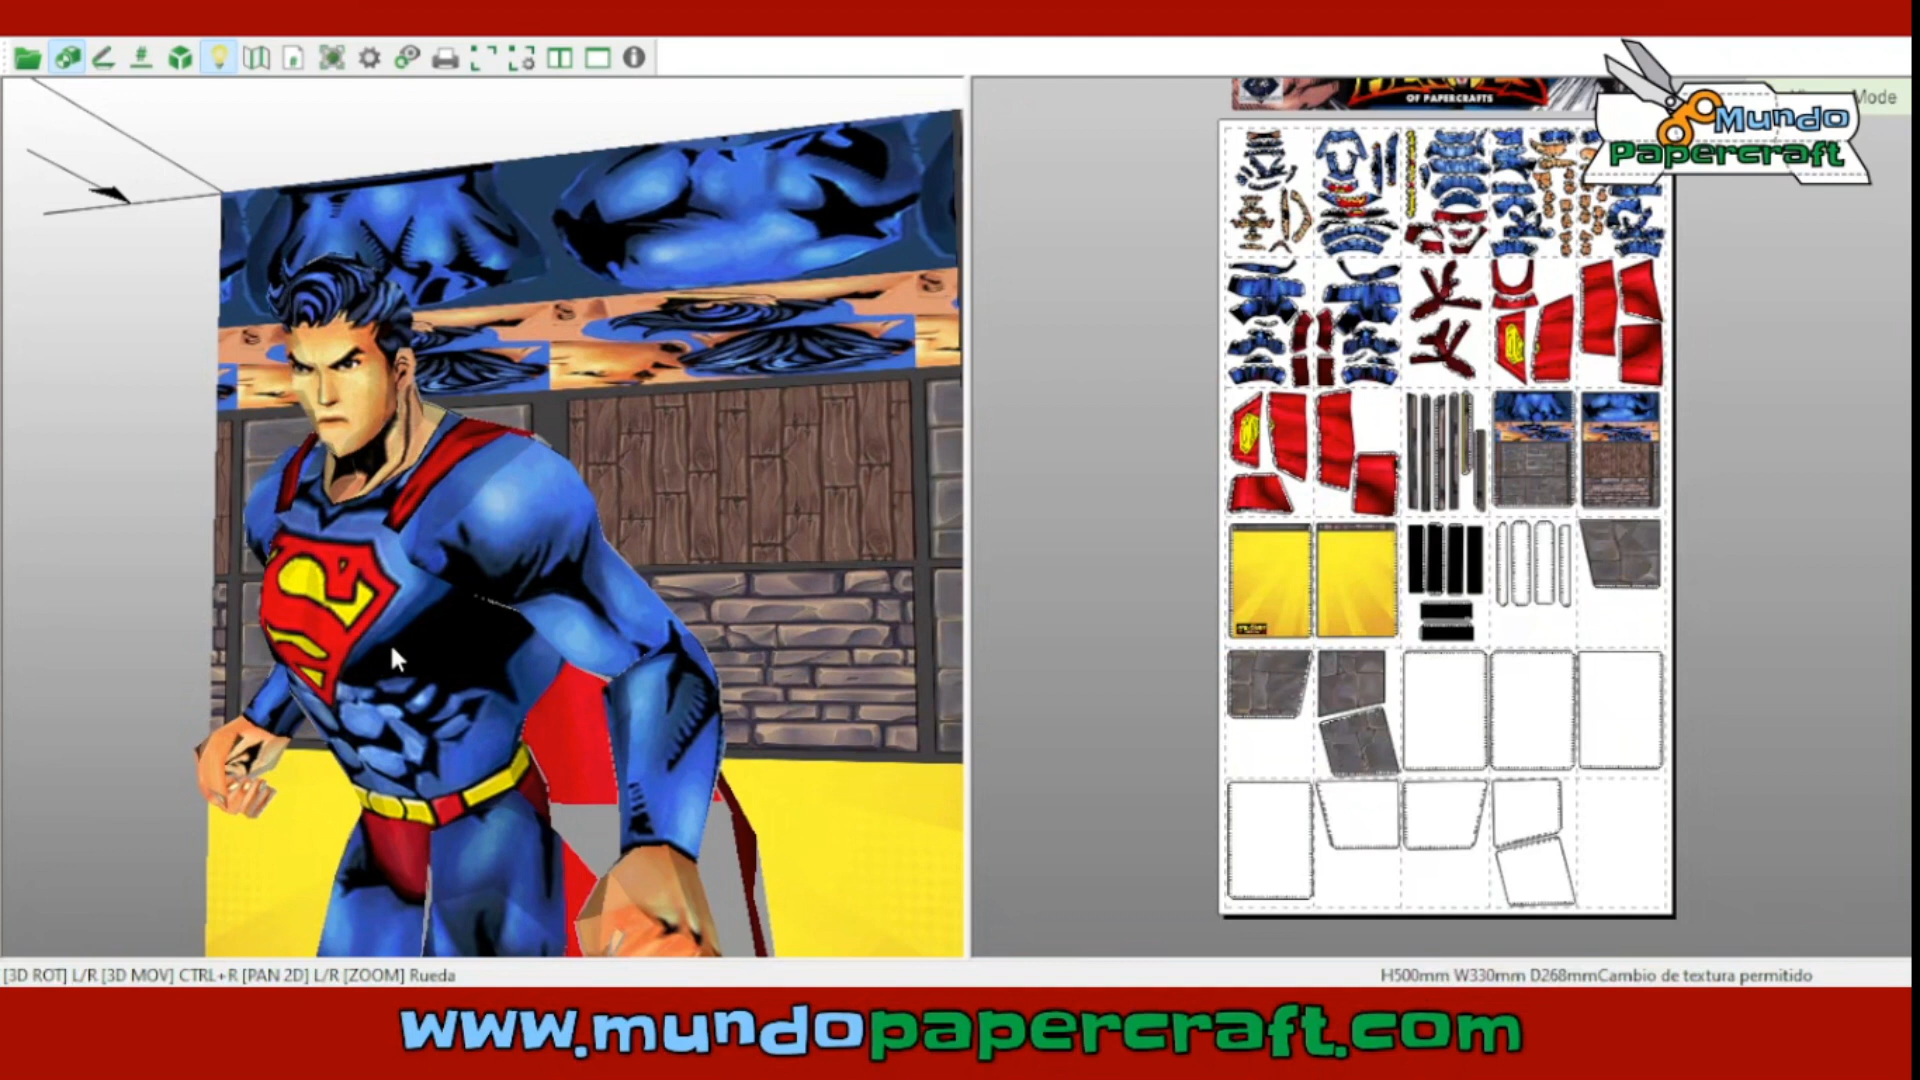 OF PAPERCRAFTS
Mode
Mundo
Papercraft
[3D ROT] L/R [3D MOV] CTRL+R [PAN 2D] L/R [ZOOM] Rueda
H500mm W330mm D268mmCambio de textura permitido
www.mundopapercraft.com